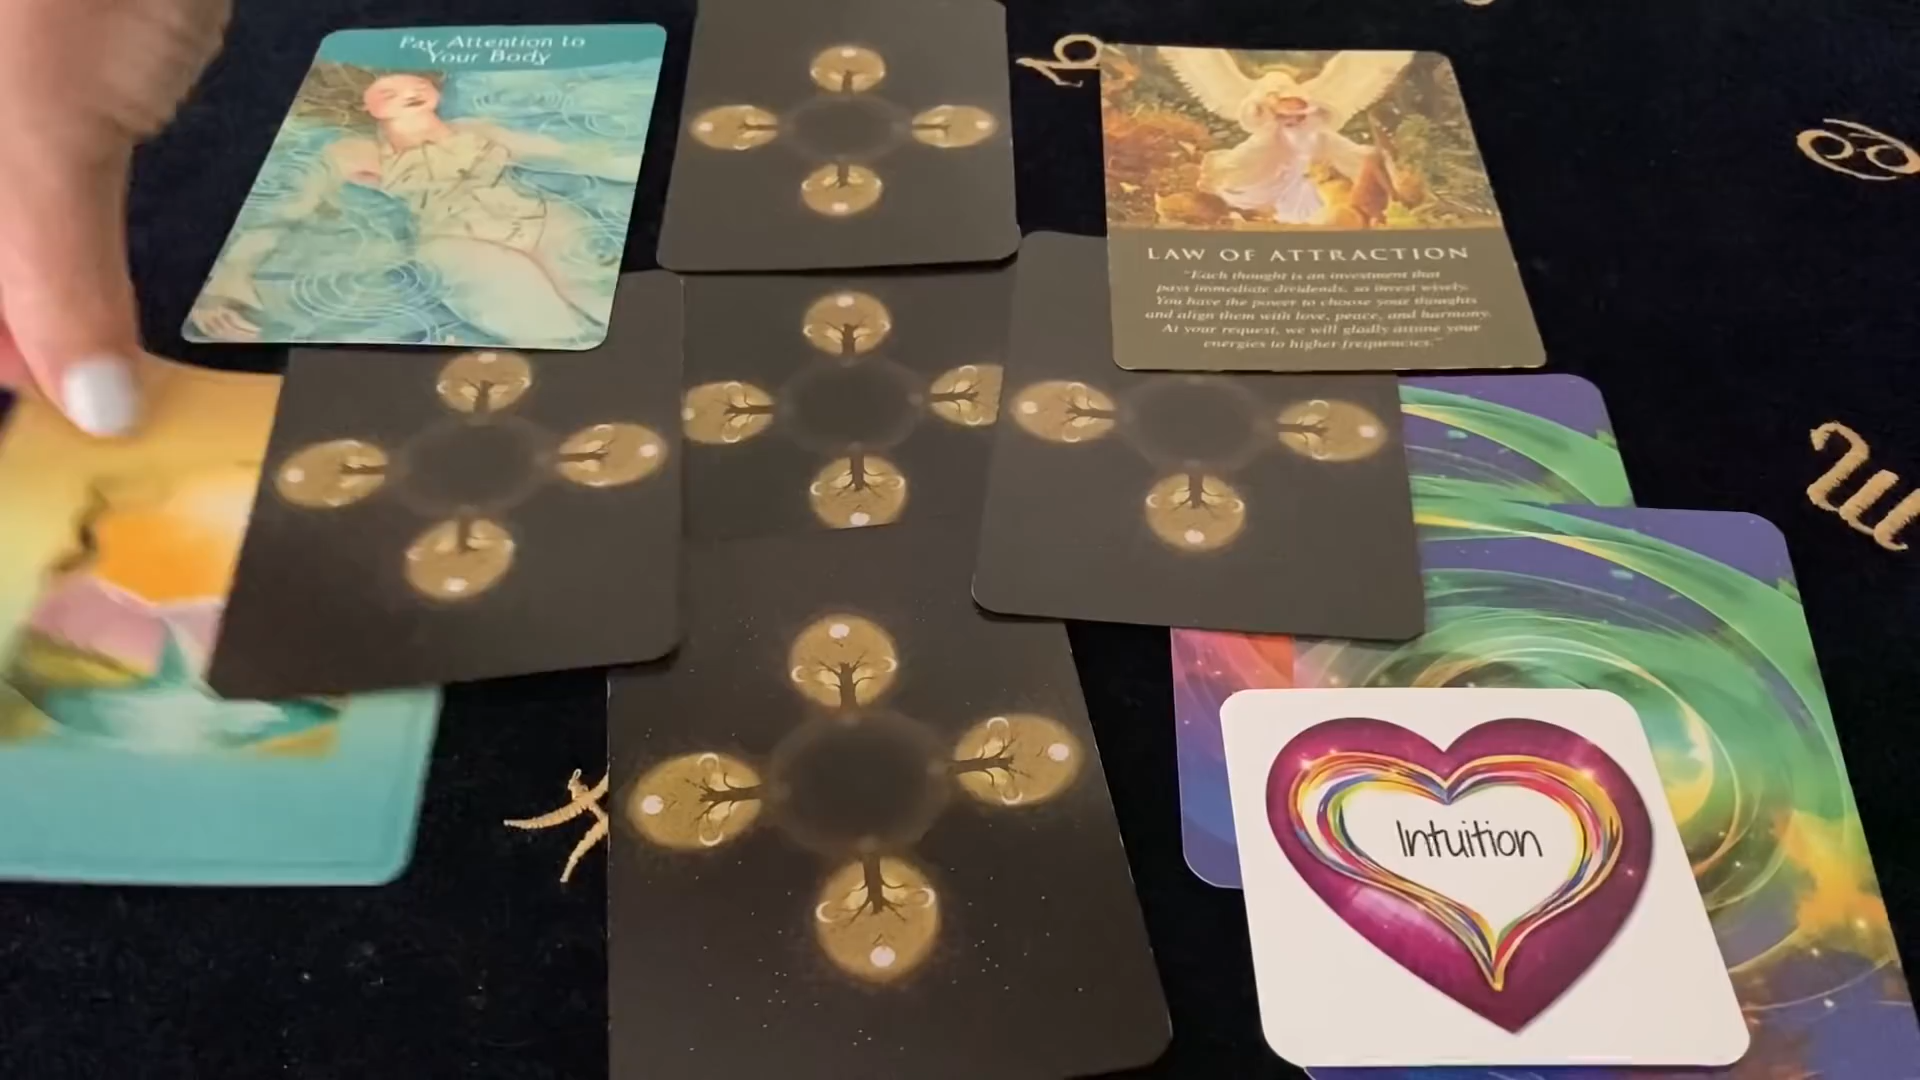 Pay Attention to
Your Body
LAW OF ATTRACTION
"Each thought is an investment that
pays immediate dividends, so invest wisely.
You have the power to choose your thoughts
and align them with love, peace, and harmony.
At your request, we will gladly attune your
energies to higher frequencies."
Intuition